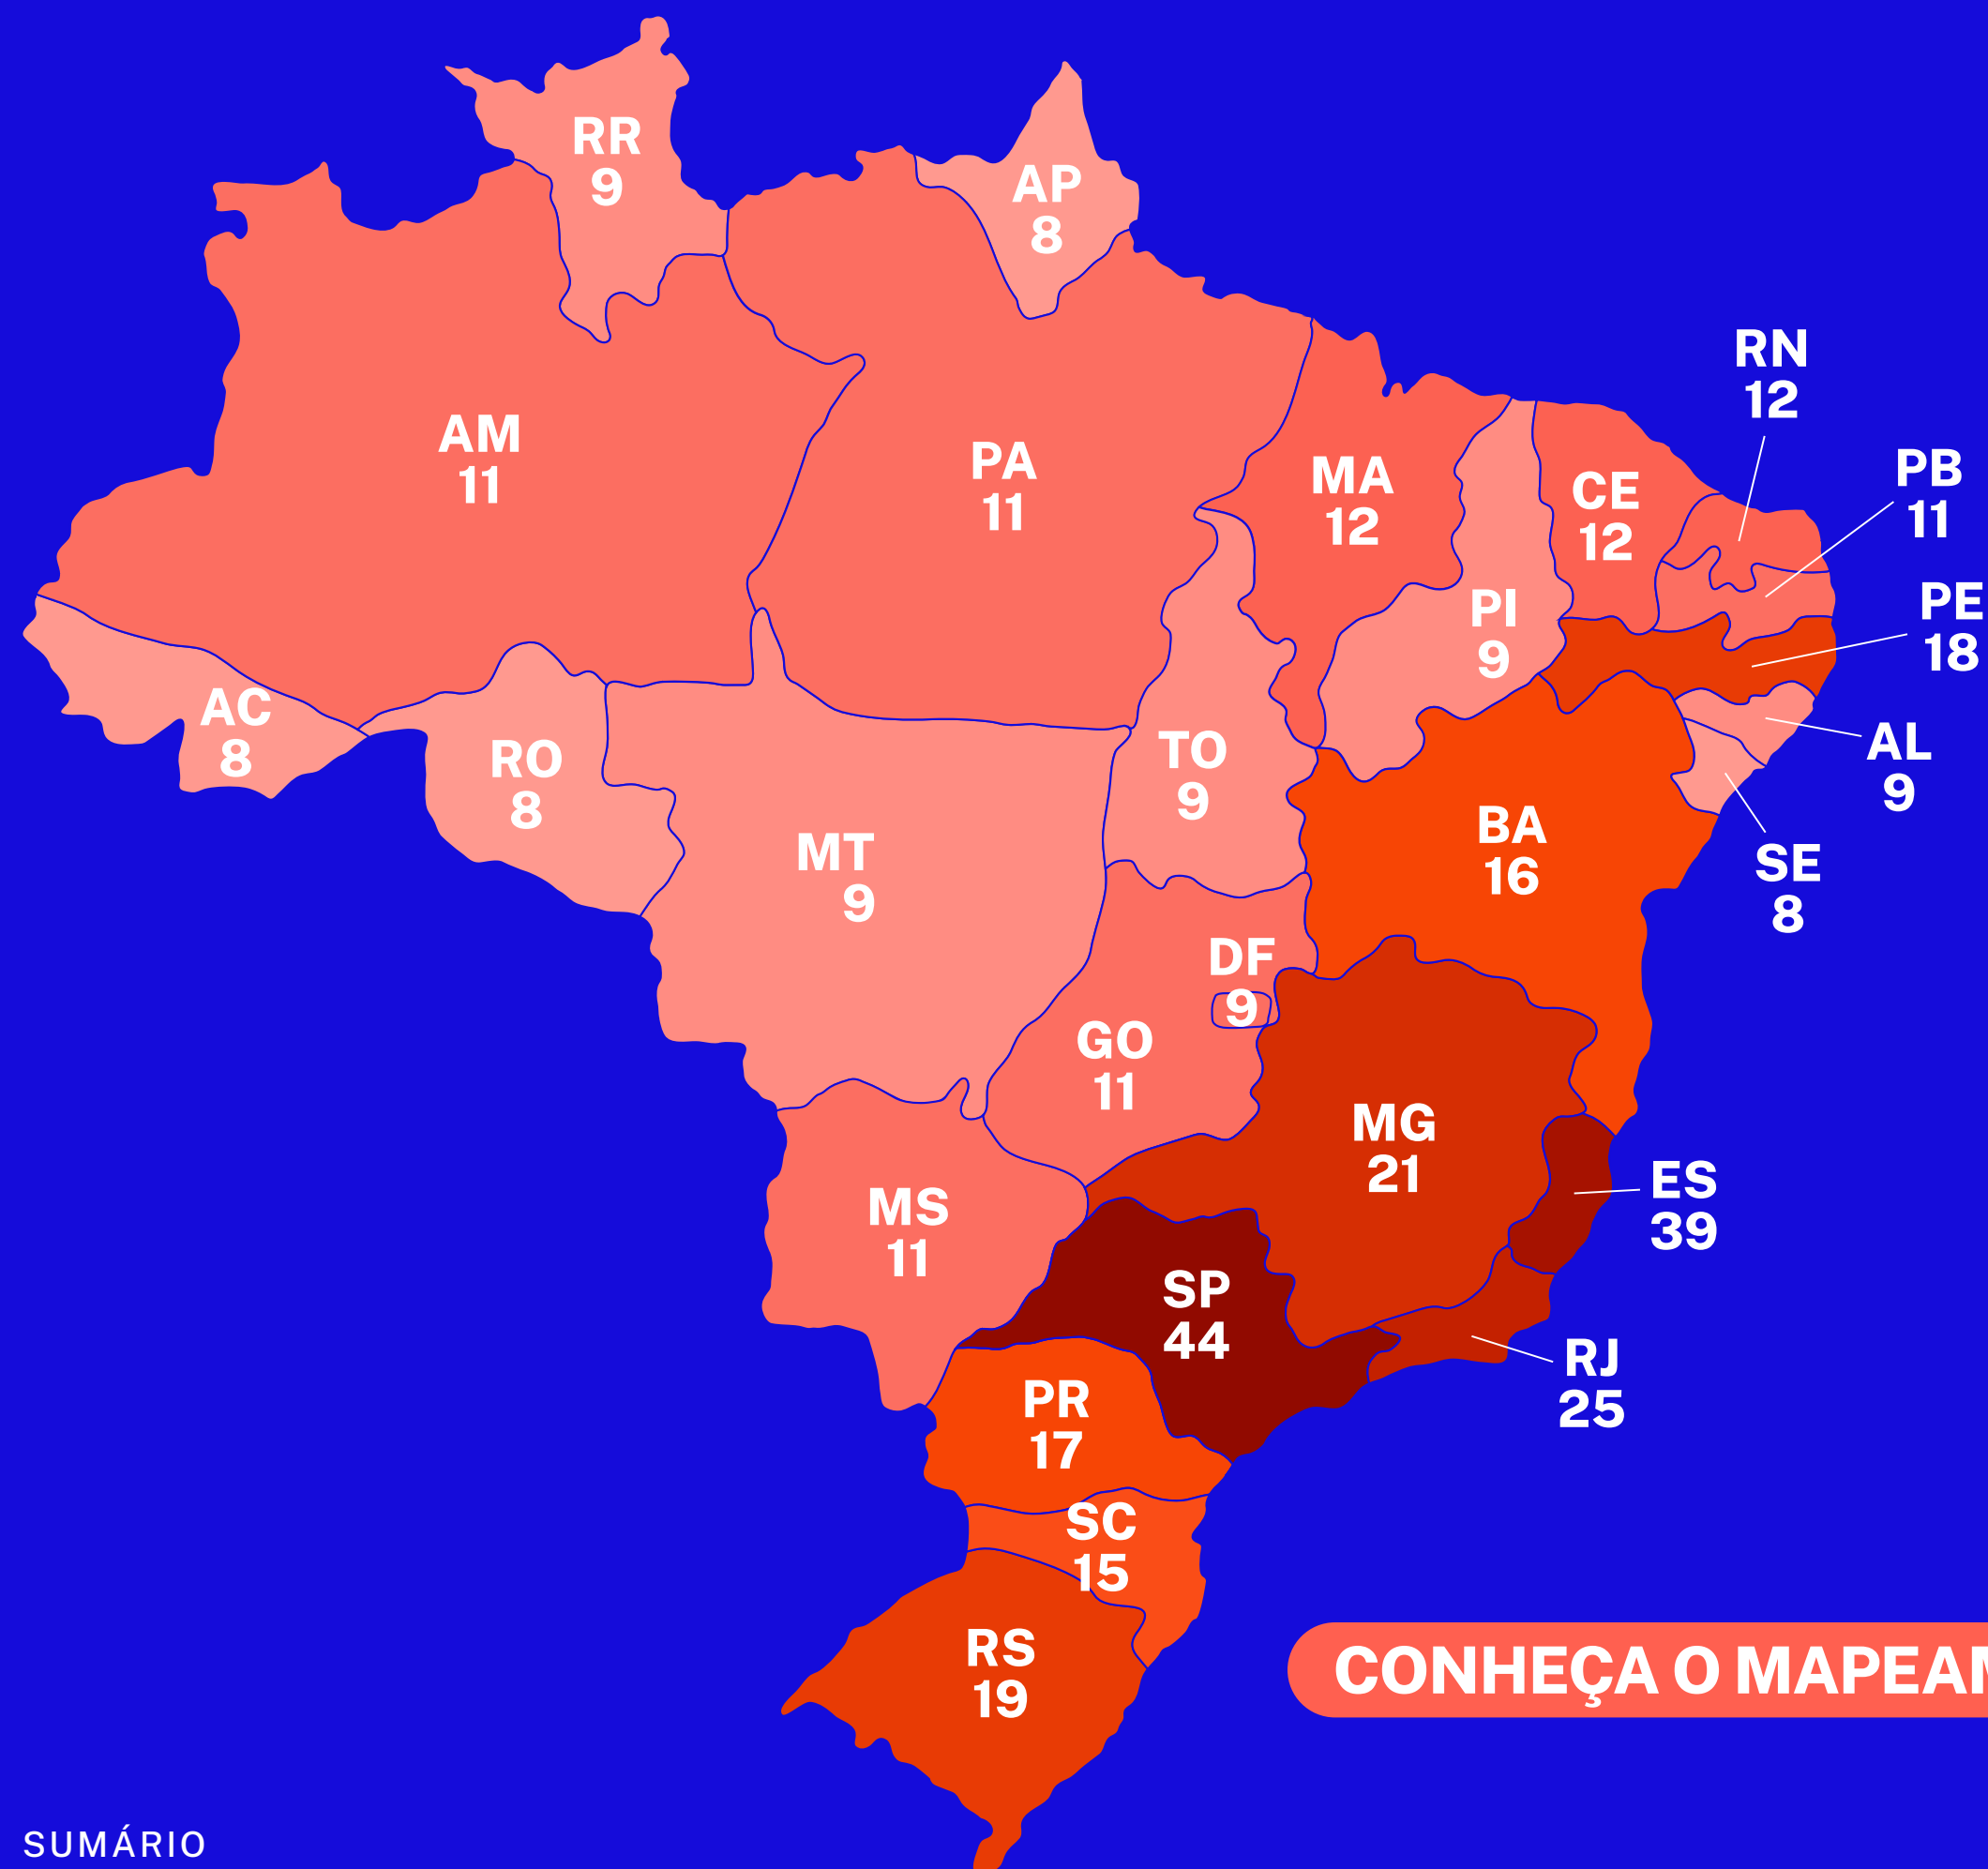 RR
9
AP
8
RN
12
AM
11
PA
11
MA
12
CE
12
PB
11
PI
9
PE
18
AC
8
RO
8
TO
9
AL
9
MT
9
BA
16
SE
8
DF
9
GO
11
MG
21
ES
39
MS
11
SP
44
RJ
25
PR
17
SC
15
RS
19
CONHEÇA O MAPEAM
SUMÁRIO